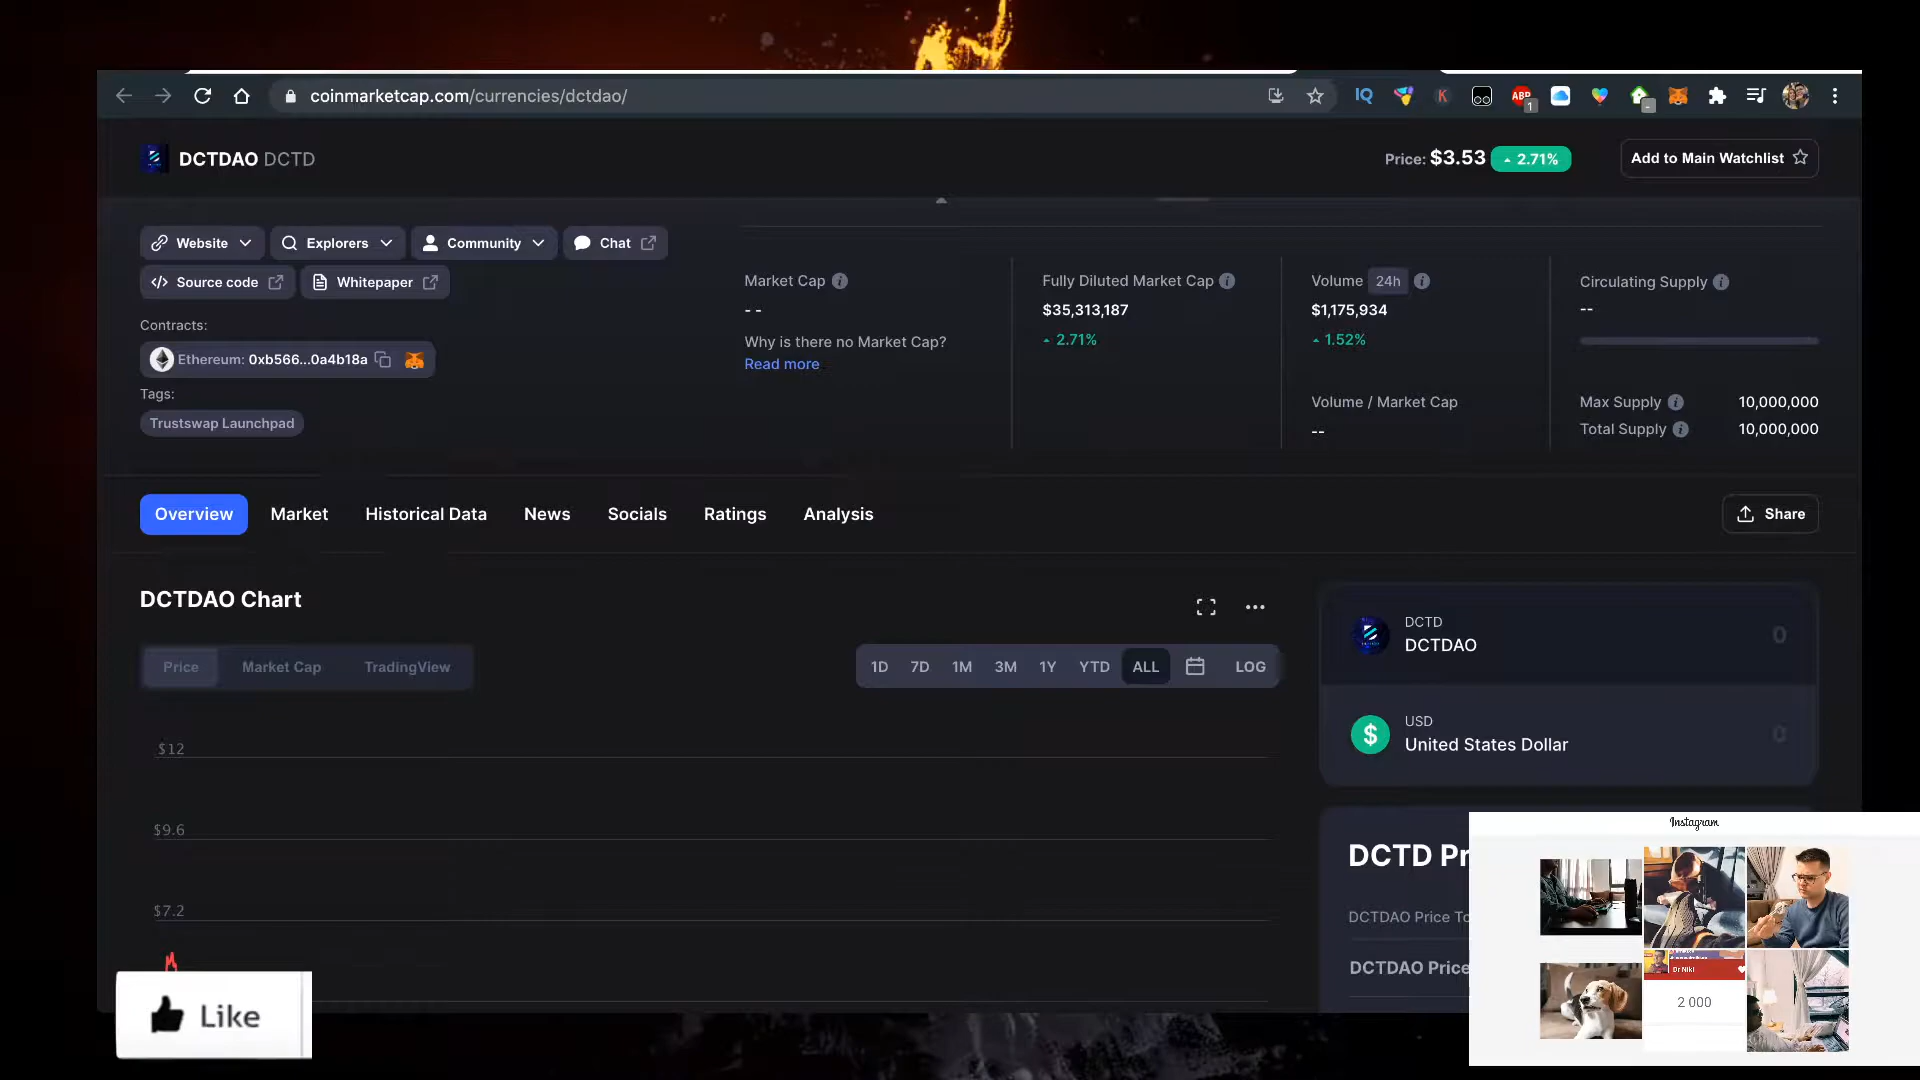 coinmarketcap.com/currencies/dctdao/
IQ
K
ABP
1
DCTDAO DCTD
Price: $3.53 2.71%
Add to Main Watchlist
Website
Explorers
Community
Chat
Source code
Whitepaper
Contracts:
Ethereum: 0xb566...0a4b18a
Tags:
Trustswap Launchpad
Market Cap
- -
Why is there no Market Cap?
Read more
Fully Diluted Market Cap
$35,313,187
2.71%
Volume 24h
$1,175,934
1.52%
Volume / Market Cap
--
Circulating Supply
--
Max Supply 10,000,000
Total Supply 10,000,000
Overview
Market
Historical Data
News
Socials
Ratings
Analysis
Share
DCTDAO Chart
Price
Market Cap
TradingView
1D
7D
1M
3M
1Y
YTD
ALL
LOG
$12
$9.6
$7.2
DCTD
DCTDAO
0
USD
United States Dollar
0
DCTD Pr
DCTDAO Price To
DCTDAO Price
Like
Instagram
Dr Niki
2 000